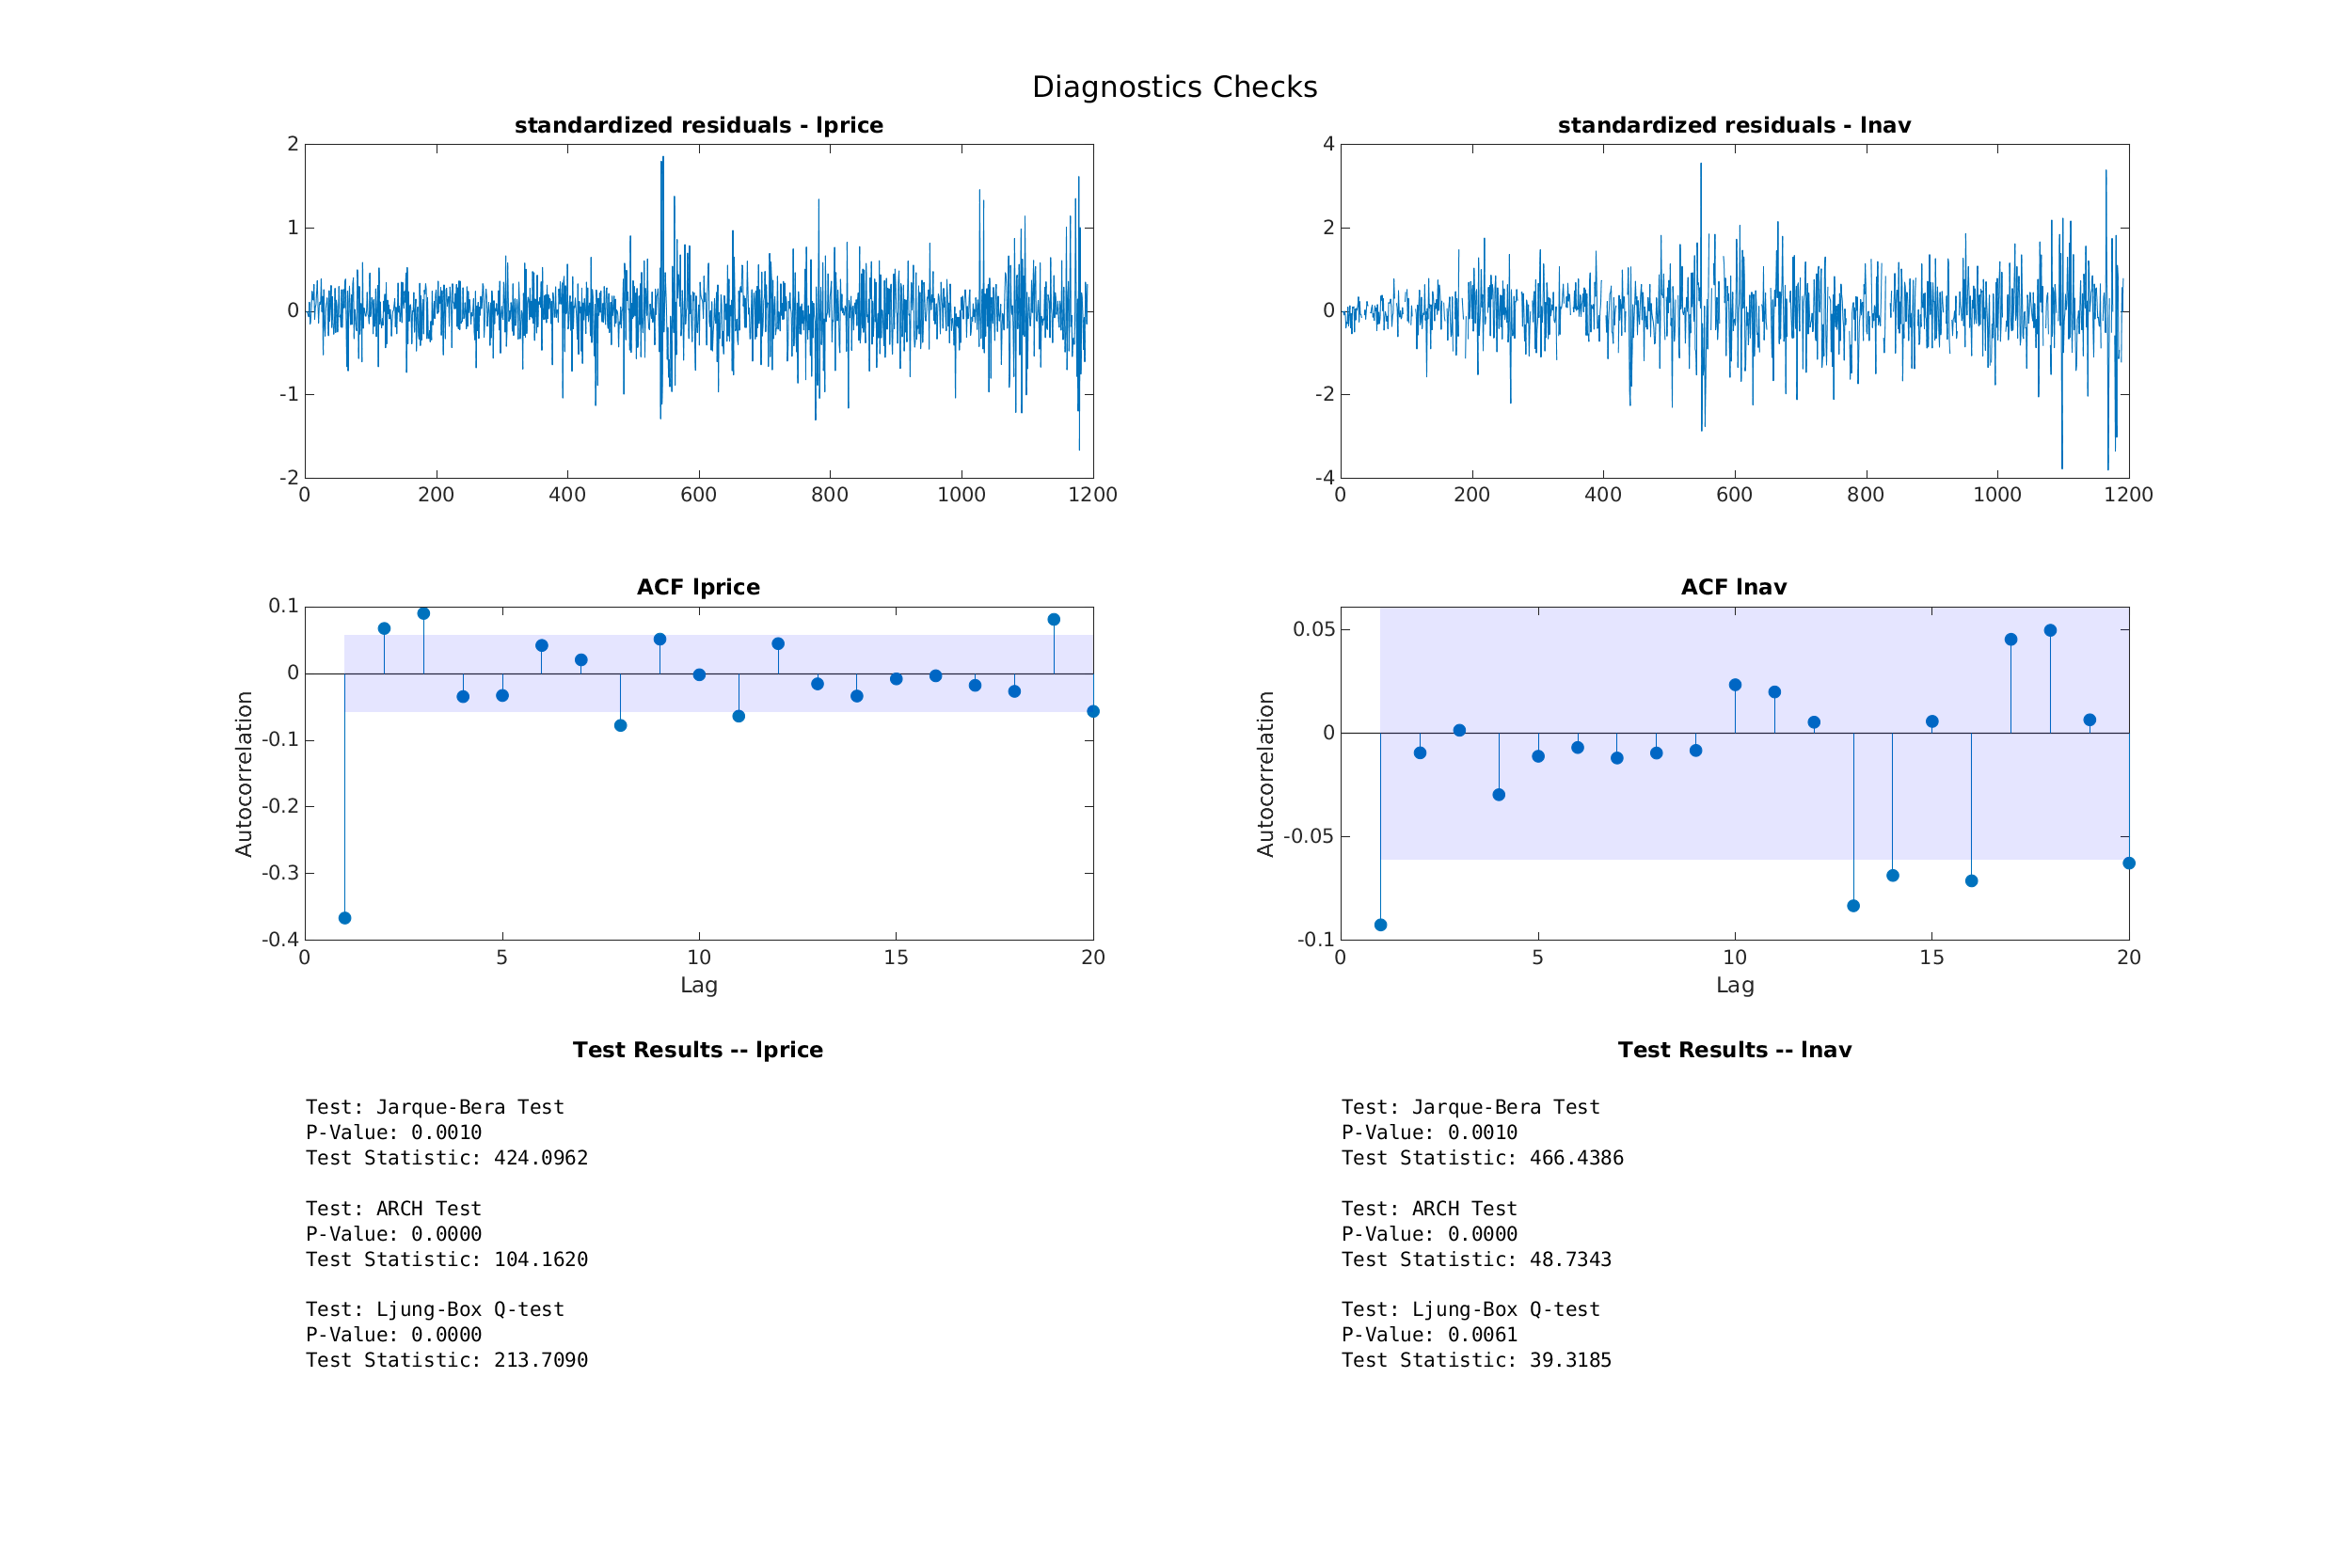 Diagnostics Checks
standardized residuals - lprice
2
1
0
-1
-2
0 200 400 600 800 1000 1200
standardized residuals - lnav
4
2
0
-2
-4
0 200 400 600 800 1000 1200
ACF lprice
0.1
0
-0.1
-0.2
-0.3
-0.4
Autocorrelation
0 5 10 15 20
Lag
ACF lnav
0.05
0
-0.05
-0.1
Autocorrelation
0 5 10 15 20
Lag
Test Results -- lprice
Test: Jarque-Bera Test
P-Value: 0.0010
Test Statistic: 424.0962
Test: ARCH Test
P-Value: 0.0000
Test Statistic: 104.1620
Test: Ljung-Box Q-test
P-Value: 0.0000
Test Statistic: 213.7090
Test Results -- lnav
Test: Jarque-Bera Test
P-Value: 0.0010
Test Statistic: 466.4386
Test: ARCH Test
P-Value: 0.0000
Test Statistic: 48.7343
Test: Ljung-Box Q-test
P-Value: 0.0061
Test Statistic: 39.3185